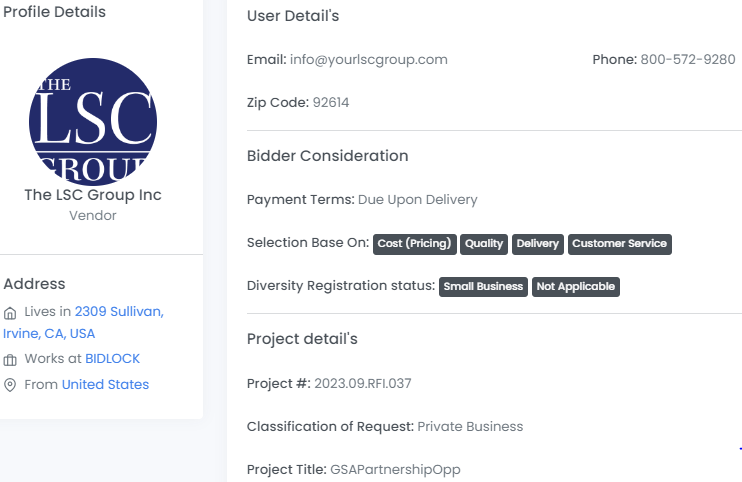 Profile Details
THE
LSC
GROUP
The LSC Group Inc
Vendor
Address
Lives in 2309 Sullivan,
Irvine, CA, USA
Works at BIDLOCK
From United States
User Detail's
Email: info@yourlscgroup.com Phone: 800-572-9280
Zip Code: 92614
Bidder Consideration
Payment Terms: Due Upon Delivery
Selection Base On: Cost (Pricing) Quality Delivery Customer Service
Diversity Registration status: Small Business Not Applicable
Project detail's
Project #: 2023.09.RFI.037
Classification of Request: Private Business
Project Title: GSAPartnershipOpp